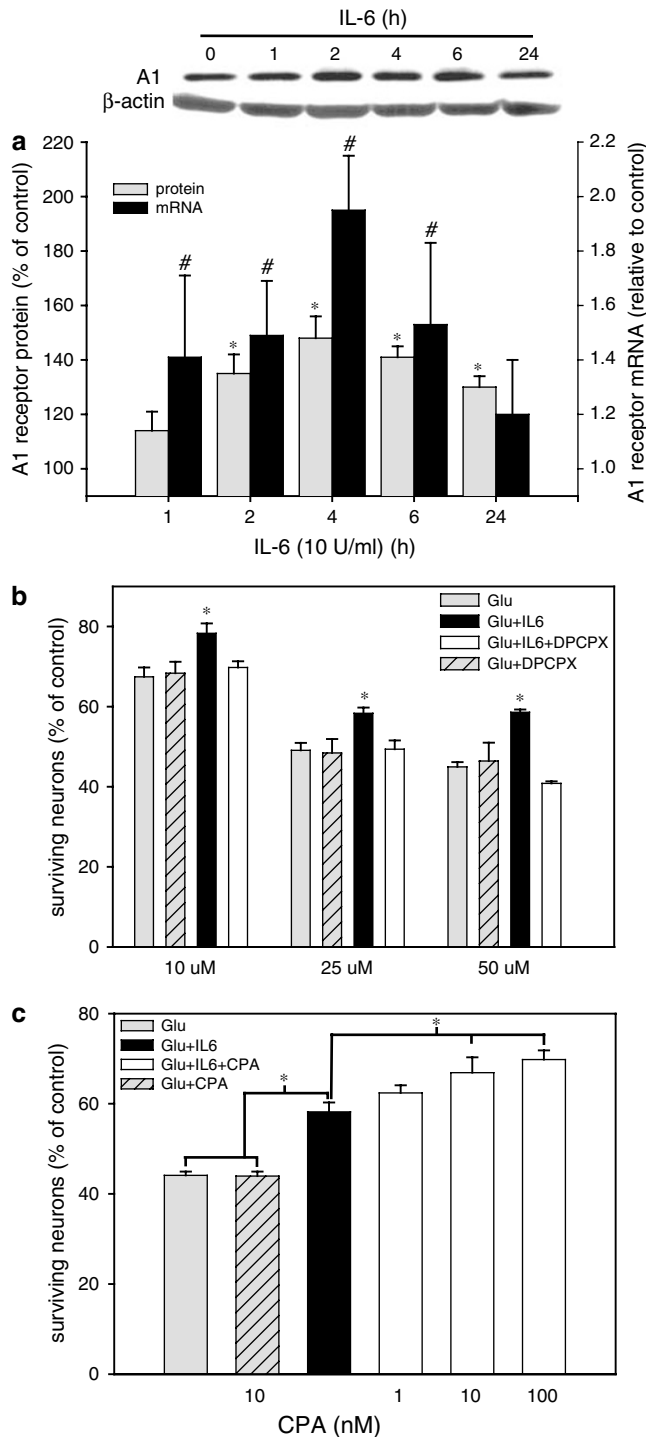 IL-6 (h)
0 1 2 4 6 24
A1
β-actin
a
220
200
180
160
140
120
100
A1 receptor protein (% of control)
protein
mRNA
#
#
#
#
*
*
*
*
2.2
2.0
1.8
1.6
1.4
1.2
1.0
A1 receptor mRNA (relative to control)
1 2 4 6 24
IL-6 (10 U/ml) (h)
b
80
60
40
20
0
surviving neurons (% of control)
Glu
Glu+IL6
Glu+IL6+DPCPX
Glu+DPCPX
*
*
*
10 uM 25 uM 50 uM
c
80
60
40
20
0
surviving neurons (% of control)
Glu
Glu+IL6
Glu+IL6+CPA
Glu+CPA
*
*
10 1 10 100
CPA (nM)